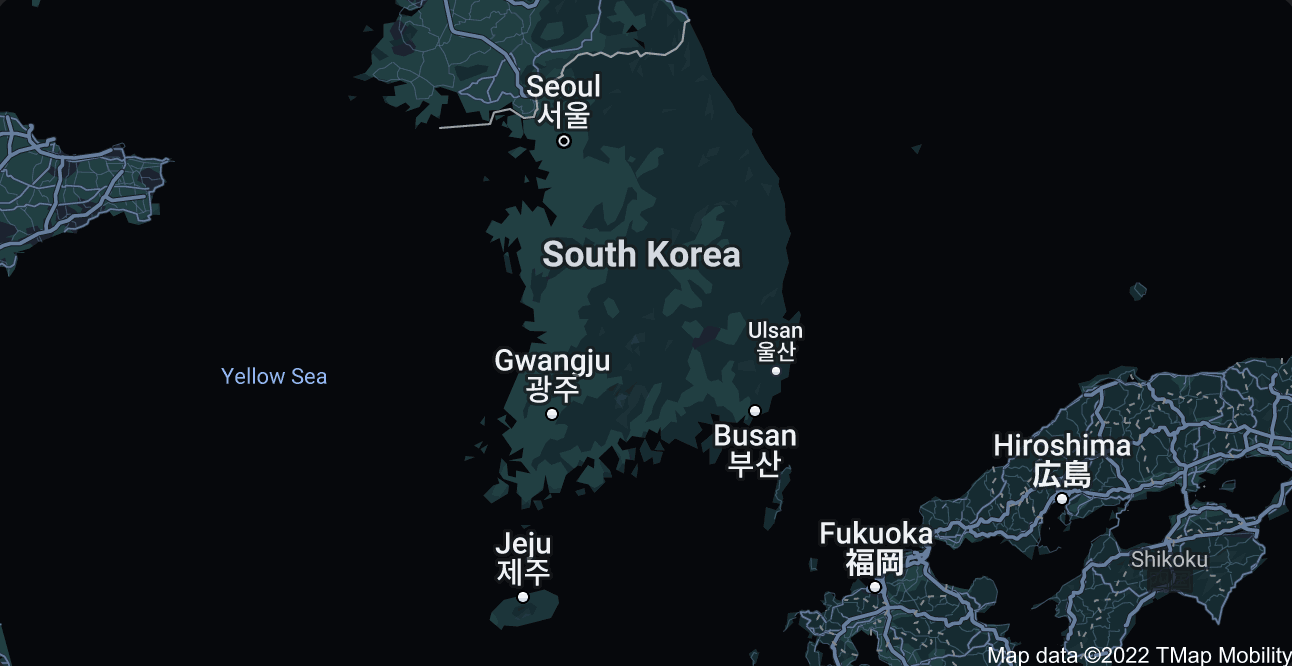 Seoul
서울
South Korea
Ulsan
울산
Gwangju
광주
Yellow Sea
Busan
부산
Hiroshima
広島
Fukuoka
福岡
Jeju
제주
Shikoku
Map data ©2022 TMap Mobility